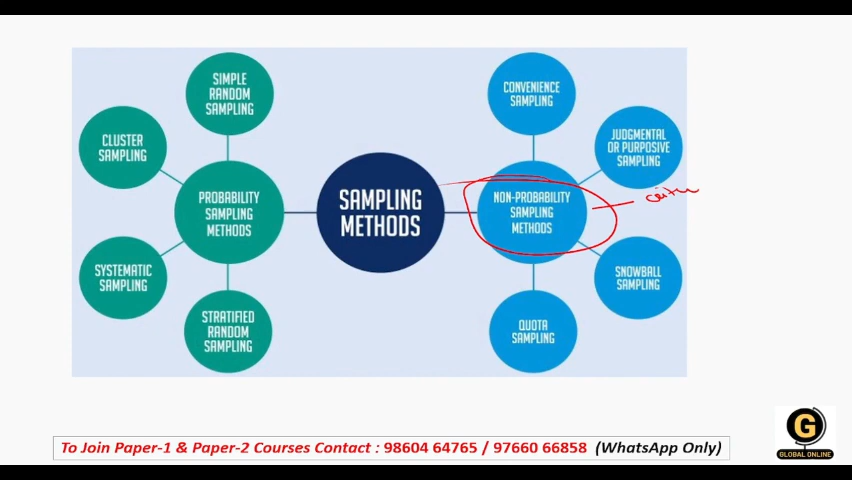 SIMPLE
RANDOM
SAMPLING
CLUSTER
SAMPLING
PROBABILITY
SAMPLING
METHODS
SYSTEMATIC
SAMPLING
STRATIFIED
RANDOM
SAMPLING
SAMPLING
METHODS
CONVENIENCE
SAMPLING
JUDGMENTAL
OR PURPOSIVE
SAMPLING
NON-PROBABILITY
SAMPLING
METHODS
SNOWBALL
SAMPLING
QUOTA
SAMPLING
To Join Paper-1 & Paper-2 Courses Contact : 98604 64765 / 97660 66858 (WhatsApp Only)
G
GLOBAL ONLINE